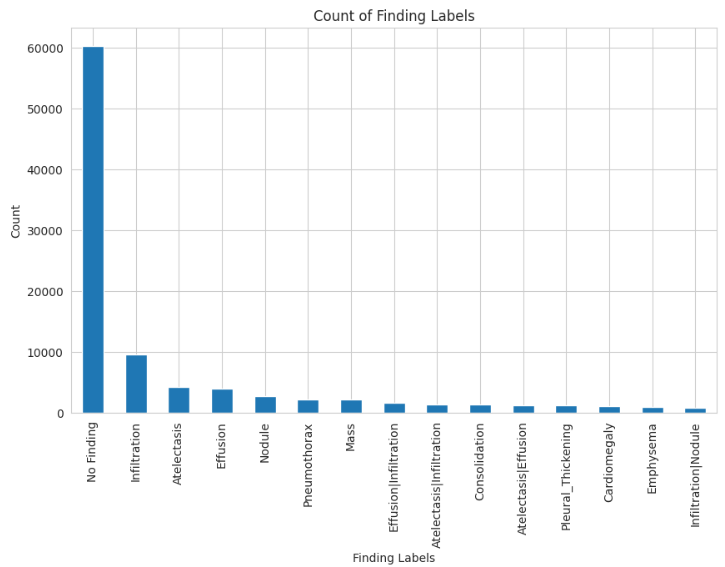 Count of Finding Labels
60000
50000
40000
30000
20000
10000
0
Count
No Finding
Infiltration
Atelectasis
Effusion
Nodule
Pneumothorax
Mass
Effusion|Infiltration
Atelectasis|Infiltration
Consolidation
Atelectasis|Effusion
Pleural_Thickening
Cardiomegaly
Emphysema
Infiltration|Nodule
Finding Labels